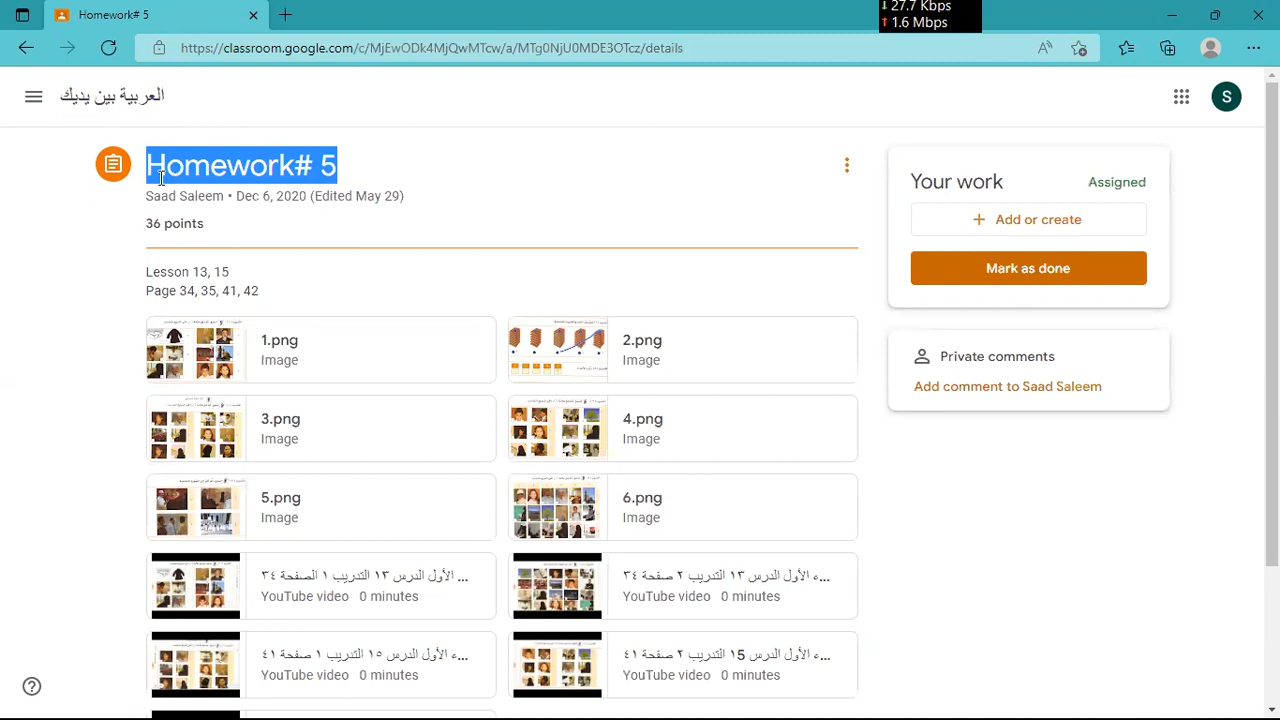 27.7 Kbps
1.6 Mbps
Homework# 5
https://classroom.google.com/c/MjEwODk4MjQwMTcw/a/MTg0NjU0MDE3OTcz/details
العربية بين يديك
S
Homework# 5
Saad Saleem • Dec 6, 2020 (Edited May 29)
36 points
Lesson 13, 15
Page 34, 35, 41, 42
Your work
Assigned
+ Add or create
Mark as done
Private comments
Add comment to Saad Saleem
1.png
Image
2.png
Image
3.png
Image
4.png
Image
5.png
Image
6.png
Image
...ء الأول الدرس ١٣ التدريب ١ الصفحة
YouTube video 0 minutes
...ء الأول الدرس ١٣ التدريب ٢ صفحة
YouTube video 0 minutes
...ء الأول الدرس التدريب ١ صفحة ٤١
YouTube video 0 minutes
...ء الأول الدرس 15 التدريب ٢ صفحة
YouTube video 0 minutes